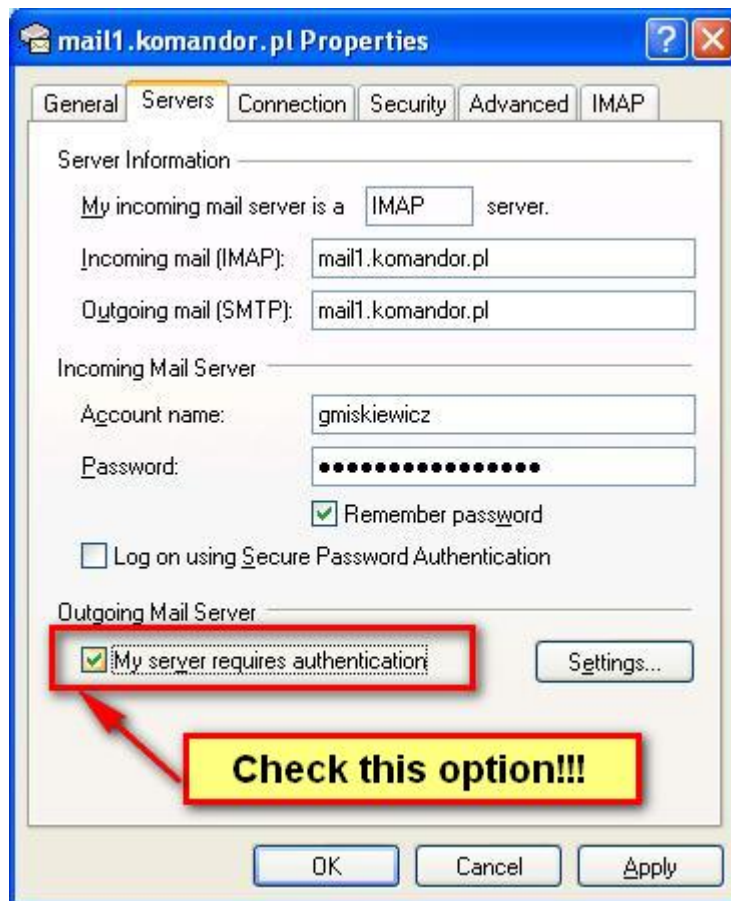 mail1.komandor.pl Properties
General Servers Connection Security Advanced IMAP
Server Information
My incoming mail server is a IMAP server.
Incoming mail (IMAP): mail1.komandor.pl
Outgoing mail (SMTP): mail1.komandor.pl
Incoming Mail Server
Account name: gmiskiewicz
Password: ●●●●●●●●●●●●●●●●
Remember password
Log on using Secure Password Authentication
Outgoing Mail Server
My server requires authentication Settings...
Check this option!!!
OK Cancel Apply